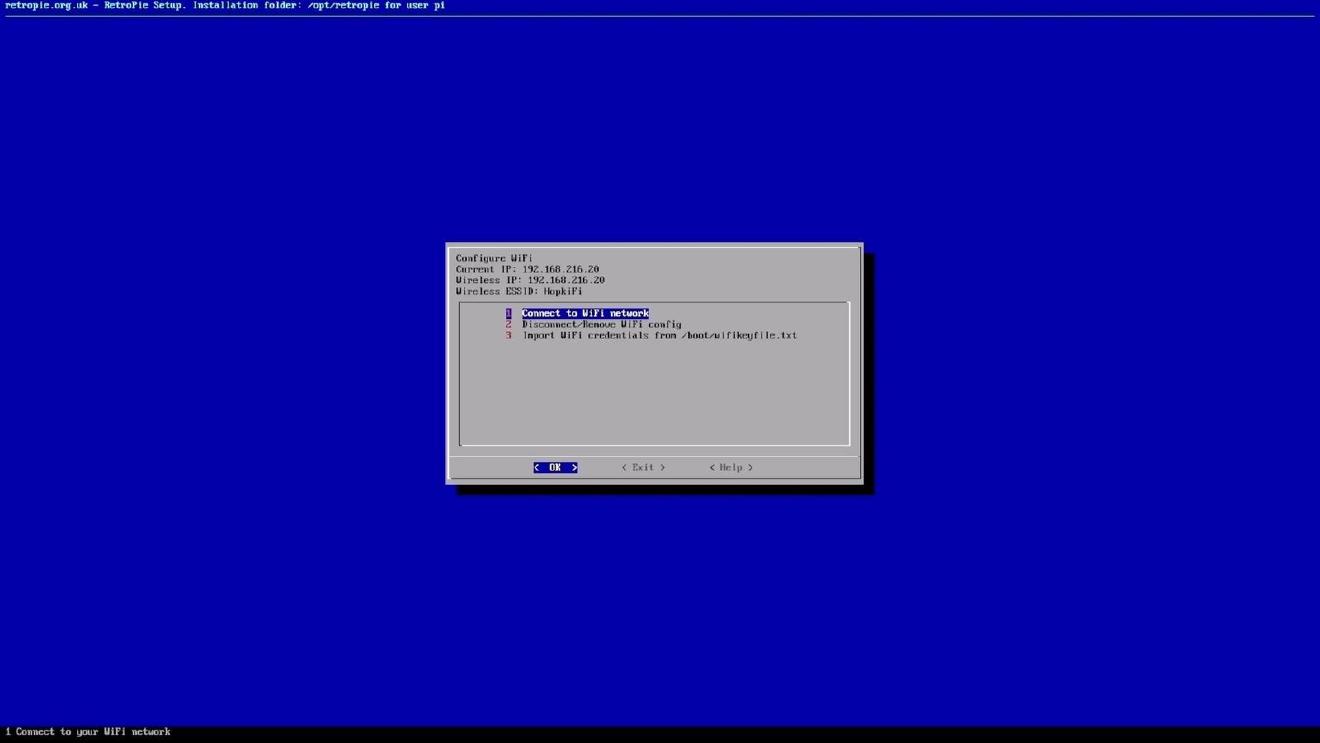 retropie.org.uk - RetroPie Setup. Installation folder: /opt/retropie for user pi
Configure WiFi
Current IP: 192.168.216.20
Wireless IP: 192.168.216.20
Wireless ESSID: HopkiFi
1 Connect to WiFi network
2 Disconnect/Remove WiFi config
3 Import WiFi credentials from /boot/wifikeyfile.txt
< OK > < Exit > < Help >
1 Connect to your WiFi network